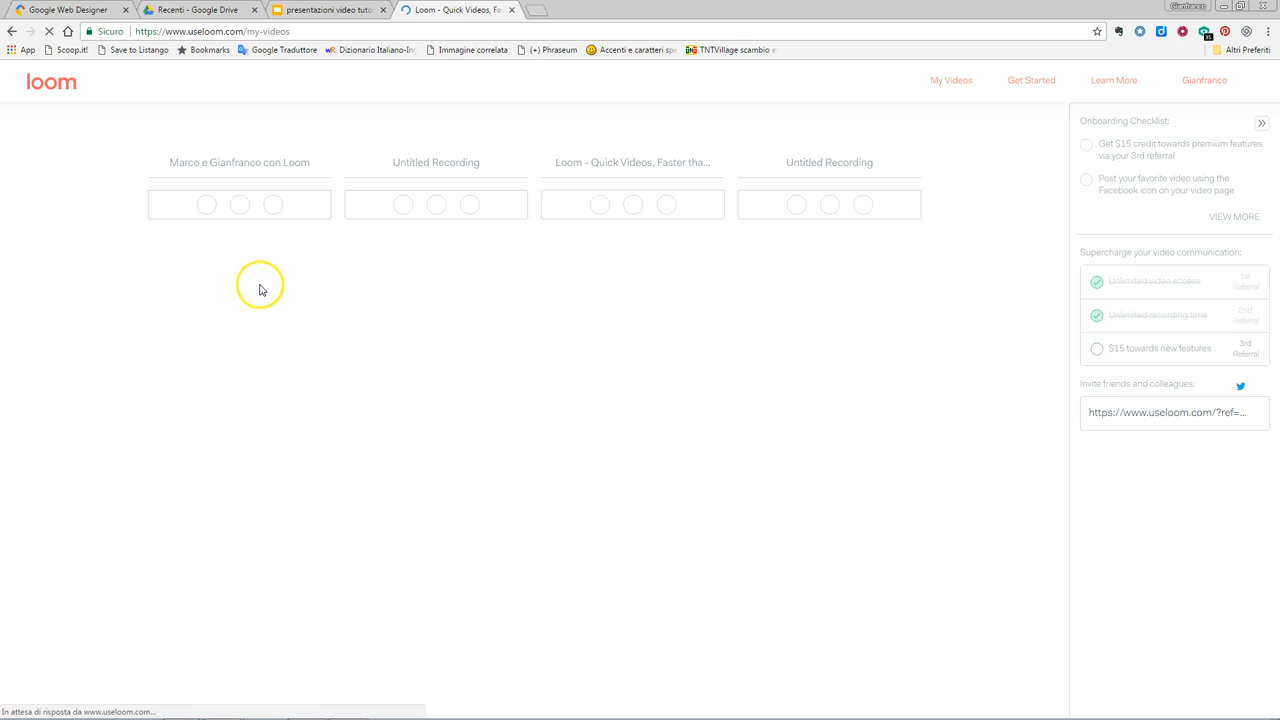 Google Web Designer
Recenti - Google Drive
presentazioni video tuto
Loom - Quick Videos, Fa
Gianfranco
Sicuro
https://www.useloom.com/my-videos
35
App
Scoop.it!
Save to Listango
Bookmarks
Google Traduttore
Dizionario Italiano-In
Immagine correlata
(+) Phraseum
Accenti e caratteri spe
TNTVillage scambio e
Altri Preferiti
loom
My Videos
Get Started
Learn More
Gianfranco
Marco e Gianfranco con Loom
Untitled Recording
Loom - Quick Videos, Faster tha...
Untitled Recording
Onboarding Checklist:
»
Get $15 credit towards premium features
via your 3rd referral
Post your favorite video using the
Facebook icon on your video page
VIEW MORE
Supercharge your video communication:
Unlimited video access
1st
Referral
Unlimited recording time
2nd
Referral
$15 towards new features
3rd
Referral
Invite friends and colleagues:
https://www.useloom.com/?ref=...
In attesa di risposta da www.useloom.com...